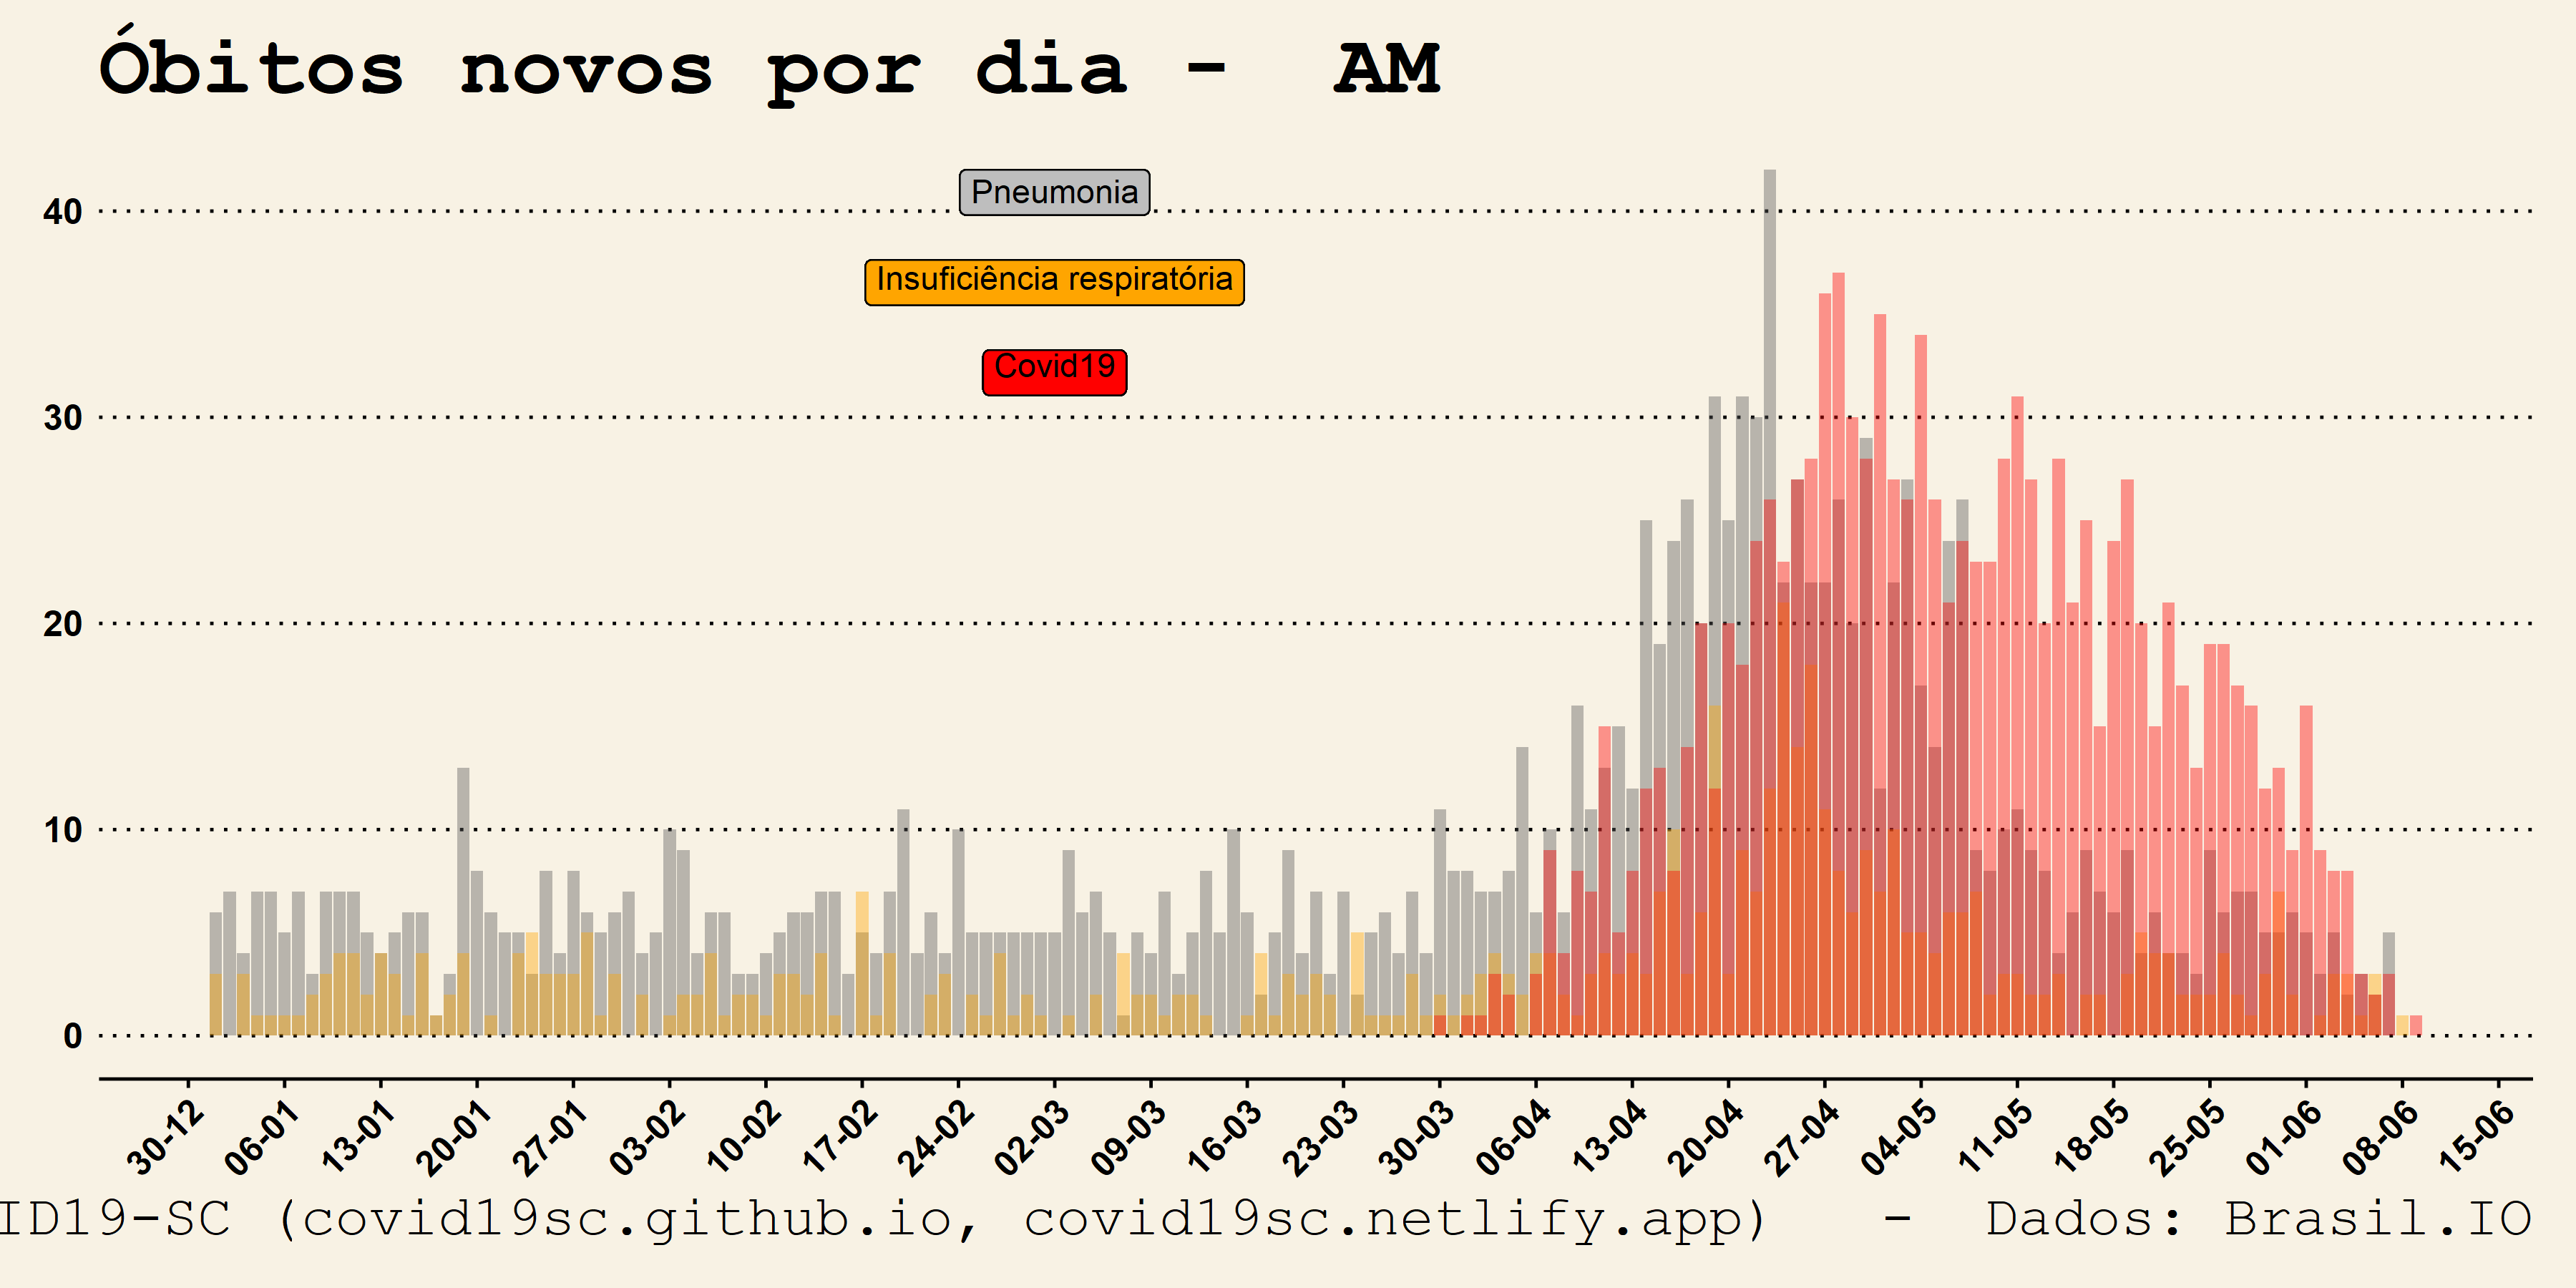 Óbitos novos por dia - AM
Pneumonia
Insuficiência respiratória
Covid19
40
30
20
10
0
30-12 06-01 13-01 20-01 27-01 03-02 10-02 17-02 24-02 02-03 09-03 16-03 23-03 30-03 06-04 13-04 20-04 27-04 04-05 11-05 18-05 25-05 01-06 08-06 15-06
ID19-SC (covid19sc.github.io, covid19sc.netlify.app) - Dados: Brasil.IO